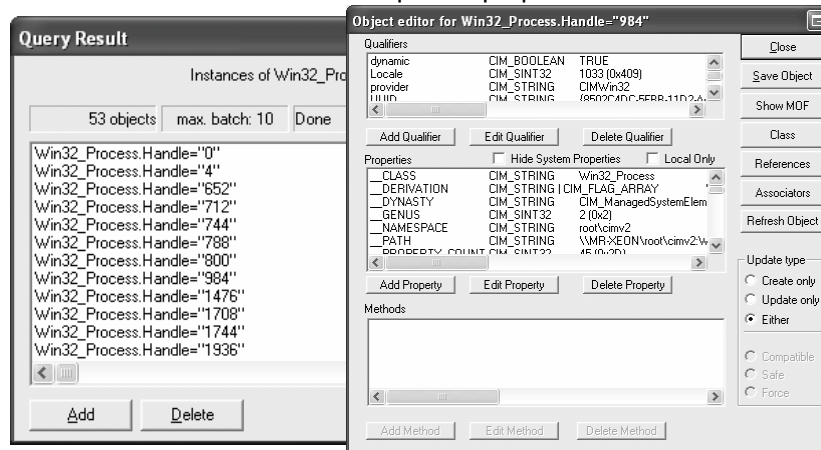 Query Result
Instances of Win32_Pro
53 objects max. batch: 10 Done
Win32_Process.Handle="0"
Win32_Process.Handle="4"
Win32_Process.Handle="652"
Win32_Process.Handle="712"
Win32_Process.Handle="744"
Win32_Process.Handle="788"
Win32_Process.Handle="800"
Win32_Process.Handle="984"
Win32_Process.Handle="1476"
Win32_Process.Handle="1708"
Win32_Process.Handle="1744"
Win32_Process.Handle="1936"
Add Delete
Object editor for Win32_Process.Handle="984"
Qualifiers
dynamic CIM_BOOLEAN TRUE
Locale CIM_SINT32 1033 (0x409)
provider CIM_STRING CIMWin32
UUID CIM_STRING
Add Qualifier Edit Qualifier Delete Qualifier
Properties Hide System Properties Local Only
__CLASS CIM_STRING Win32_Process
__DERIVATION CIM_STRING | CIM_FLAG_ARRAY
__DYNASTY CIM_STRING CIM_ManagedSystemElem
__GENUS CIM_SINT32 2 (0x2)
__NAMESPACE CIM_STRING root\cimv2
__PATH CIM_STRING \\MR-XEON\root\cimv2:W
__PROPERTY_COUNT CIM_SINT32 45 (0x2D)
Add Property Edit Property Delete Property
Methods
Add Method Edit Method Delete Method
Close
Save Object
Show MOF
Class
References
Associators
Refresh Object
Update type
Create only
Update only
Either
Compatible
Safe
Force